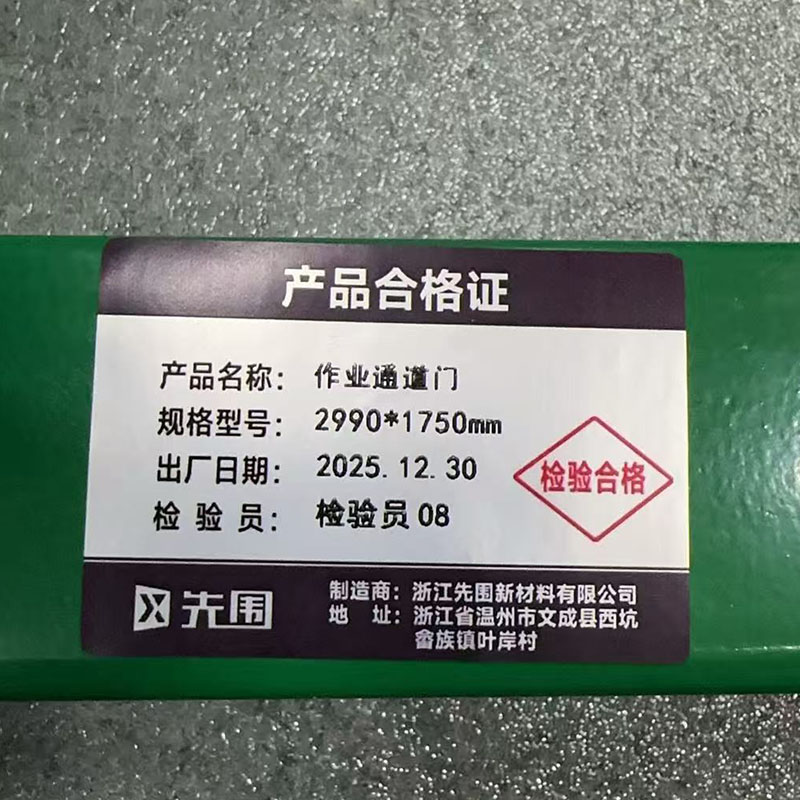 产品合格证
产品名称: 作业通道门
规格型号: 2990*1750mm
出厂日期: 2025.12.30
检 验 员: 检验员08
检验合格
先围
制造商: 浙江先围新材料有限公司
地 址: 浙江省温州市文成县西坑
畲族镇叶岸村